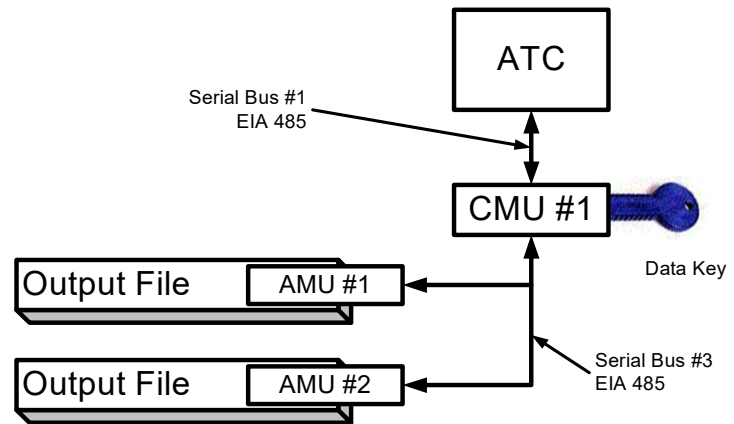 ATC
Serial Bus #1
EIA 485
CMU #1
Data Key
Output File
AMU #1
Output File
AMU #2
Serial Bus #3
EIA 485